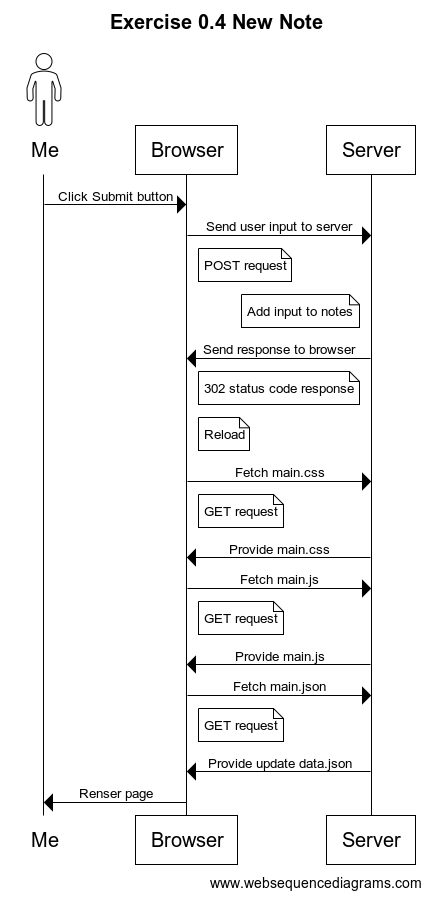 Exercise 0.4 New Note
Me
Browser
Server
Click Submit button
Send user input to server
POST request
Add input to notes
Send response to browser
302 status code response
Reload
Fetch main.css
GET request
Provide main.css
Fetch main.js
GET request
Provide main.js
Fetch main.json
GET request
Provide update data.json
Renser page
Me
Browser
Server
www.websequencediagrams.com